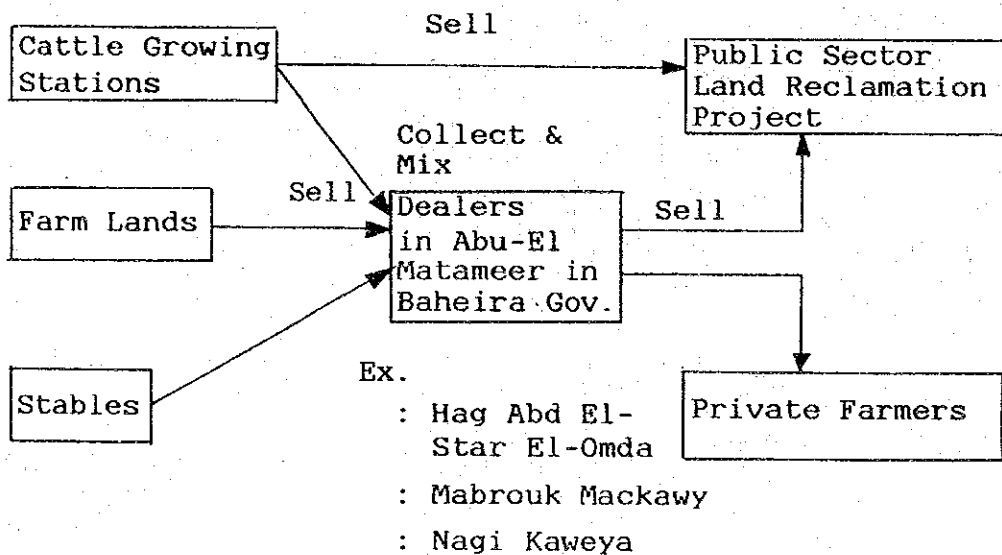 Sell
Cattle Growing
Stations
Public Sector
Land Reclamation
Project
Collect &
Mix
Sell
Farm Lands
Dealers
in Abu-El
Matameer in
Baheira Gov.
Sell
Stables
Private Farmers
Ex.
: Hag Abd El-
Star El-Omda
: Mabrouk Mackawy
: Nagi Kaweya